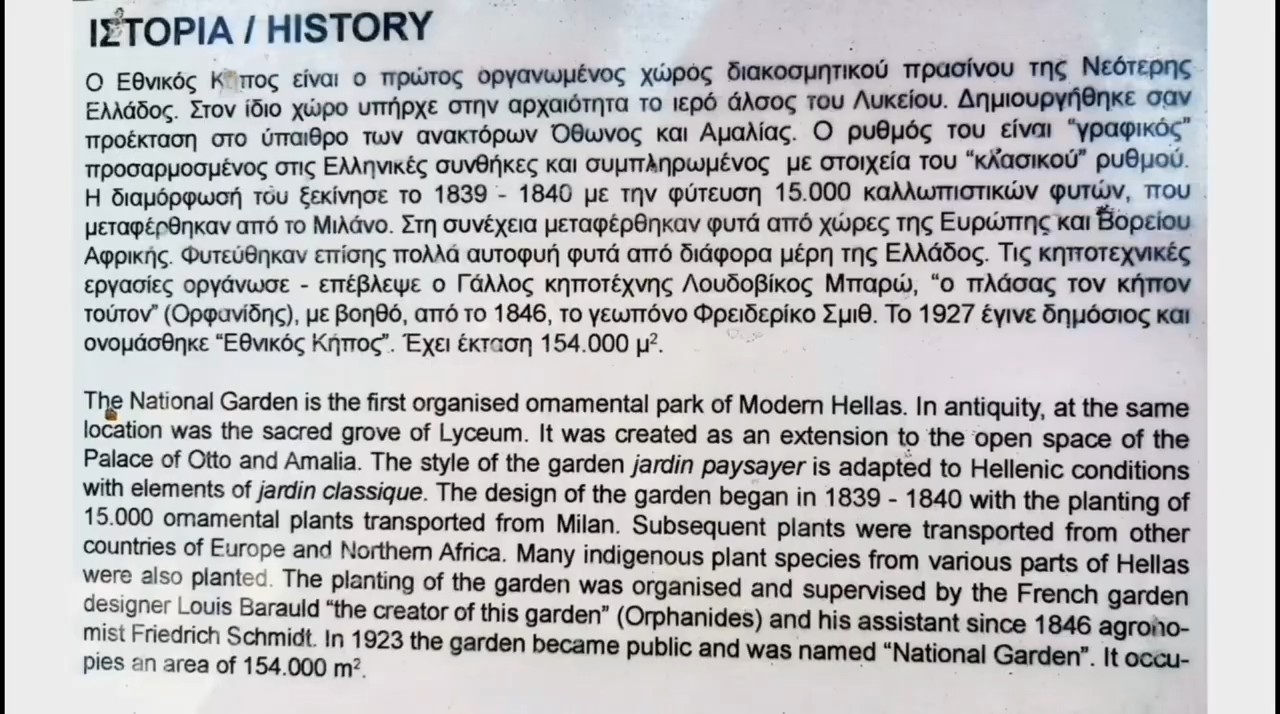 ΙΣΤΟΡΙΑ / HISTORY
Ο Εθνικός Κήπος είναι ο πρώτος οργανωμένος χώρος διακοσμητικού πρασίνου της Νεότερης
Ελλάδος. Στον ίδιο χώρο υπήρχε στην αρχαιότητα το ιερό άλσος του Λυκείου. Δημιουργήθηκε σαν
προέκταση στο ύπαιθρο των ανακτόρων Όθωνος και Αμαλίας. Ο ρυθμός του είναι “γραφικός”
προσαρμοσμένος στις Ελληνικές συνθήκες και συμπληρωμένος με στοιχεία του “κλασικού” ρυθμού.
Η διαμόρφωσή του ξεκίνησε το 1839 - 1840 με την φύτευση 15.000 καλλωπιστικών φυτών, που
μεταφέρθηκαν από το Μιλάνο. Στη συνέχεια μεταφέρθηκαν φυτά από χώρες της Ευρώπης και Βορείου
Αφρικής. Φυτεύθηκαν επίσης πολλά αυτοφυή φυτά από διάφορα μέρη της Ελλάδος. Τις κηποτεχνικές
εργασίες οργάνωσε - επέβλεψε ο Γάλλος κηποτέχνης Λουδοβίκος Μπαρώ, “ο πλάσας τον κήπον
τούτον” (Ορφανίδης), με βοηθό, από το 1846, το γεωπόνο Φρειδερίκο Σμιθ. Το 1927 έγινε δημόσιος και
ονομάσθηκε “Εθνικός Κήπος”. Έχει έκταση 154.000 μ².
The National Garden is the first organised ornamental park of Modern Hellas. In antiquity, at the same
location was the sacred grove of Lyceum. It was created as an extension to the open space of the
Palace of Otto and Amalia. The style of the garden jardin paysayer is adapted to Hellenic conditions
with elements of jardin classique. The design of the garden began in 1839 - 1840 with the planting of
15.000 ornamental plants transported from Milan. Subsequent plants were transported from other
countries of Europe and Northern Africa. Many indigenous plant species from various parts of Hellas
were also planted. The planting of the garden was organised and supervised by the French garden
designer Louis Barauld “the creator of this garden” (Orphanides) and his assistant since 1846 agrono-
mist Friedrich Schmidt. In 1923 the garden became public and was named “National Garden”. It occu-
pies an area of 154.000 m².